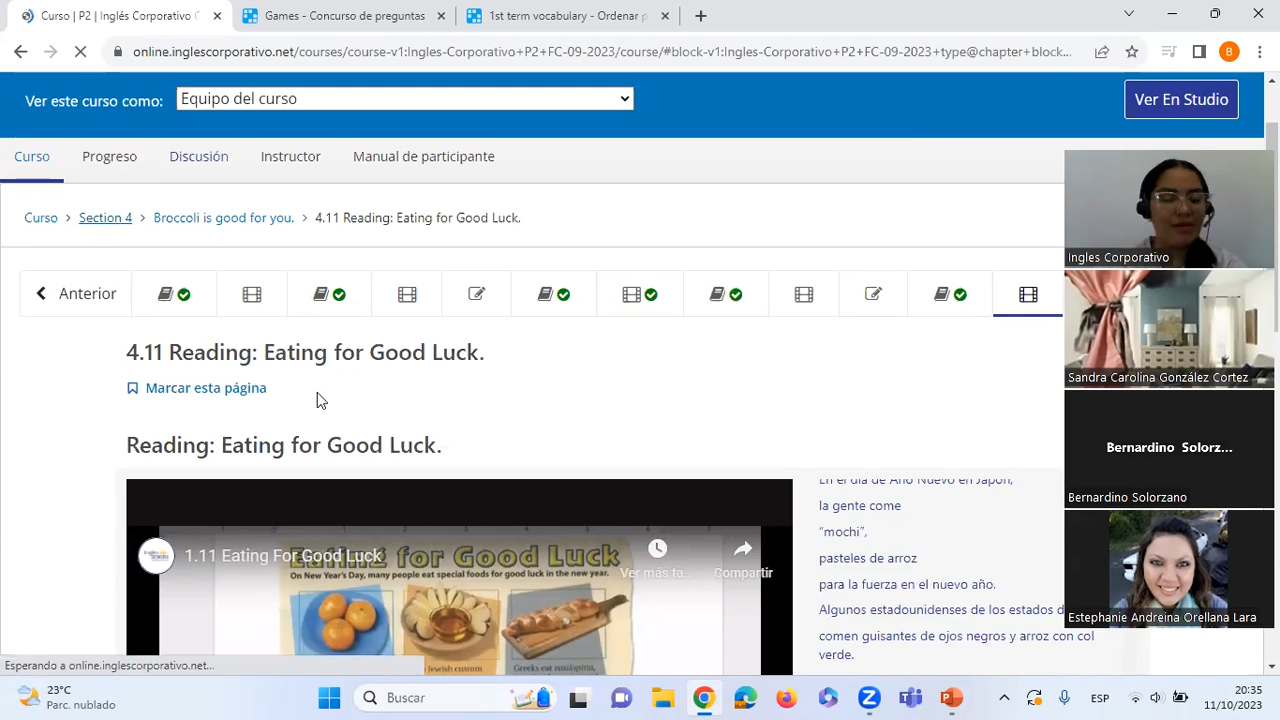 Curso | P2 | Inglés Corporativo (
Games - Concurso de preguntas
1st term vocabulary - Ordenar p
online.inglescorporativo.net/courses/course-v1:Ingles-Corporativo+P2+FC-09-2023/course/#block-v1:Ingles-Corporativo+P2+FC-09-2023+type@chapter+block...
B
Ver este curso como:
Equipo del curso
Ver En Studio
Curso
Progreso
Discusión
Instructor
Manual de participante
Curso > Section 4 > Broccoli is good for you. > 4.11 Reading: Eating for Good Luck.
Anterior
4.11 Reading: Eating for Good Luck.
Marcar esta página
Reading: Eating for Good Luck.
1.11 Eating For Good Luck
Eating for Good Luck
On New Year's Day, many people eat special foods for good luck in the new year.
Ver más ta...
Compartir
Jewish custom
Greeks eat vasilopita,
En el día de Año Nuevo en Japón,
la gente come
“mochi”,
pasteles de arroz
para la fuerza en el nuevo año.
Algunos estadounidenses de los estados d
comen guisantes de ojos negros y arroz con col
verde.
Ingles Corporativo
Sandra Carolina González Cortez
Bernardino Solorz...
Bernardino Solorzano
Estephanie Andreina Orellana Lara
Esperando a online.inglescorporativo.net...
23°C
Parc. nublado
Buscar
ESP
20:35
11/10/2023